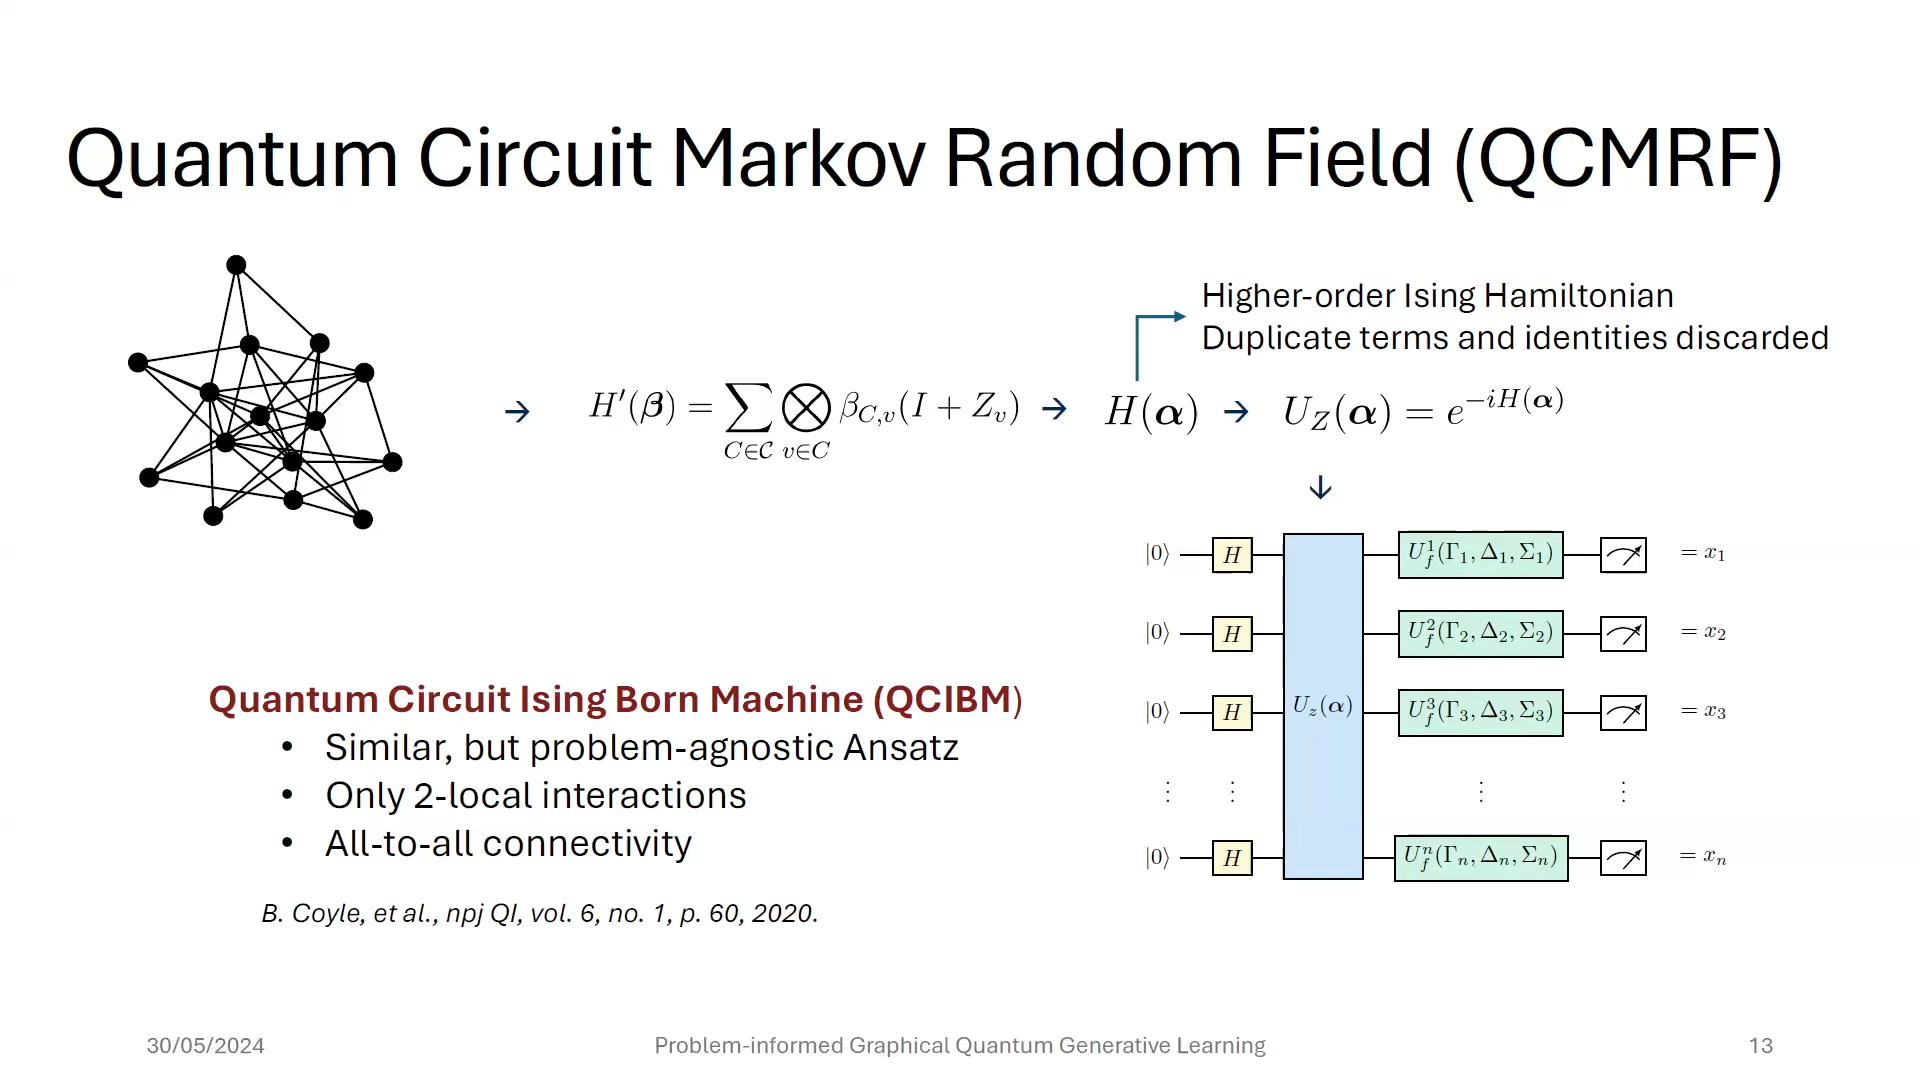 Quantum Circuit Markov Random Field (QCMRF)
Higher-order Ising Hamiltonian
Duplicate terms and identities discarded
→ H′(β) = ∑_{C∈𝒞} ⨂_{v∈C} β_{C,v}(I + Z_v) → H(α) → U_Z(α) = e^{−iH(α)}
↓
|0⟩ H U_f^1(Γ_1, Δ_1, Σ_1) = x_1
|0⟩ H U_f^2(Γ_2, Δ_2, Σ_2) = x_2
|0⟩ H U_z(α) U_f^3(Γ_3, Δ_3, Σ_3) = x_3
⋮ ⋮ ⋮ ⋮
|0⟩ H U_f^n(Γ_n, Δ_n, Σ_n) = x_n
Quantum Circuit Ising Born Machine (QCIBM)
• Similar, but problem-agnostic Ansatz
• Only 2-local interactions
• All-to-all connectivity
B. Coyle, et al., npj QI, vol. 6, no. 1, p. 60, 2020.
30/05/2024 Problem-informed Graphical Quantum Generative Learning 13